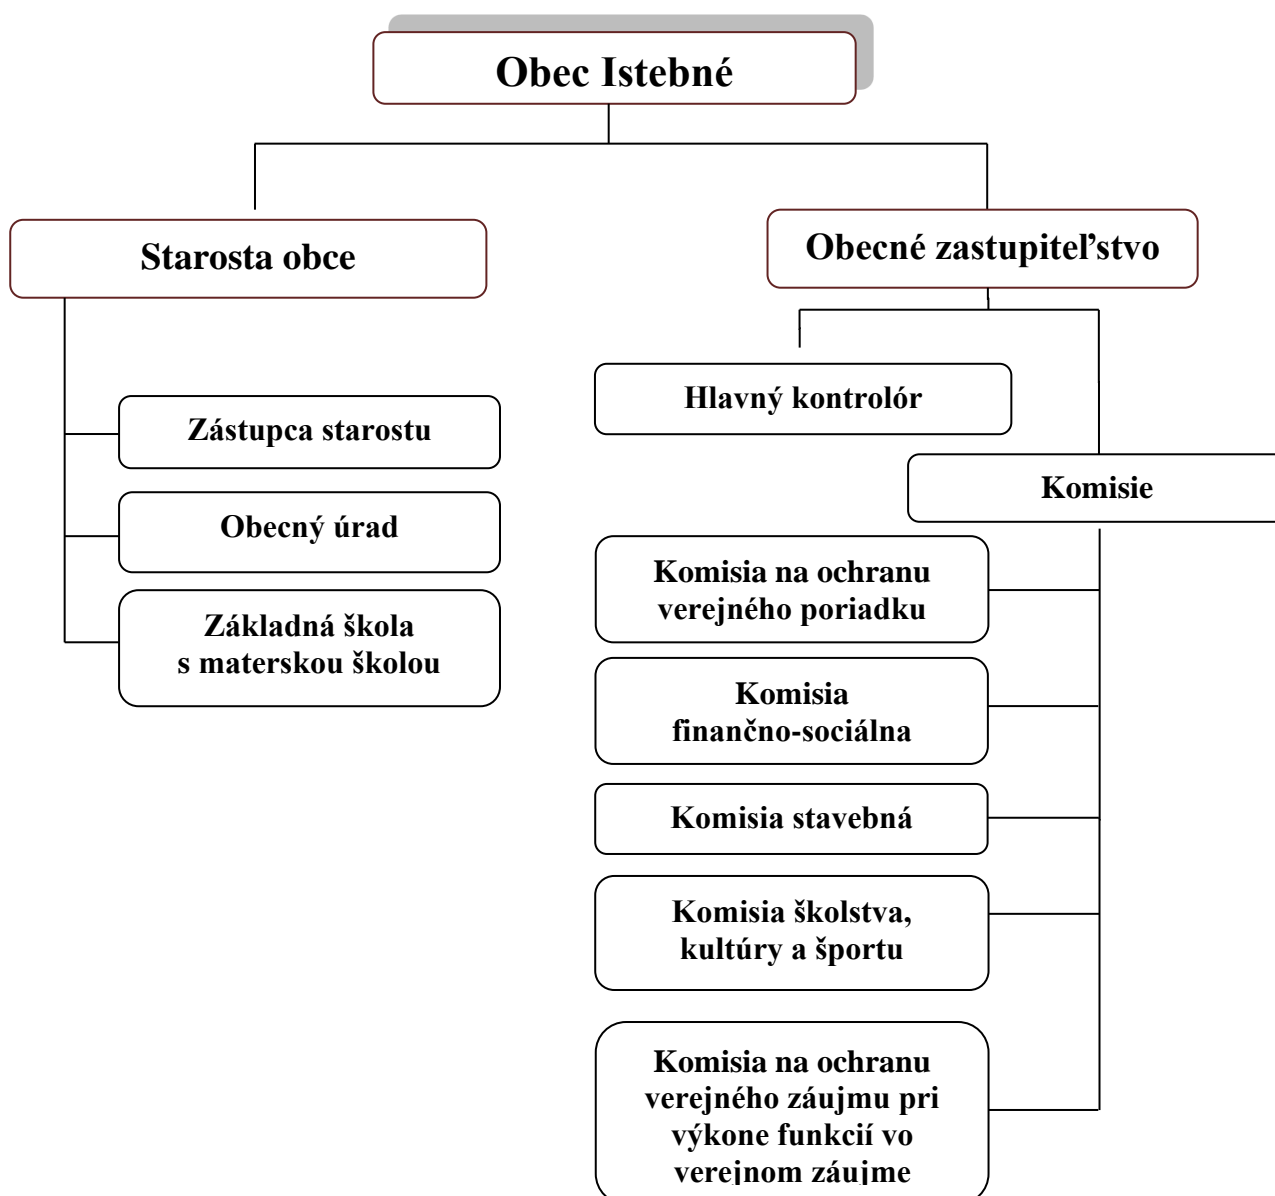 Obec Istebné
Starosta obce
Obecné zastupiteľstvo
Hlavný kontrolór
Zástupca starostu
Komisie
Obecný úrad
Komisia na ochranu
verejného poriadku
Základná škola
s materskou školou
Komisia
finančno-sociálna
Komisia stavebná
Komisia školstva,
kultúry a športu
Komisia na ochranu
verejného záujmu pri
výkone funkcií vo
verejnom záujme